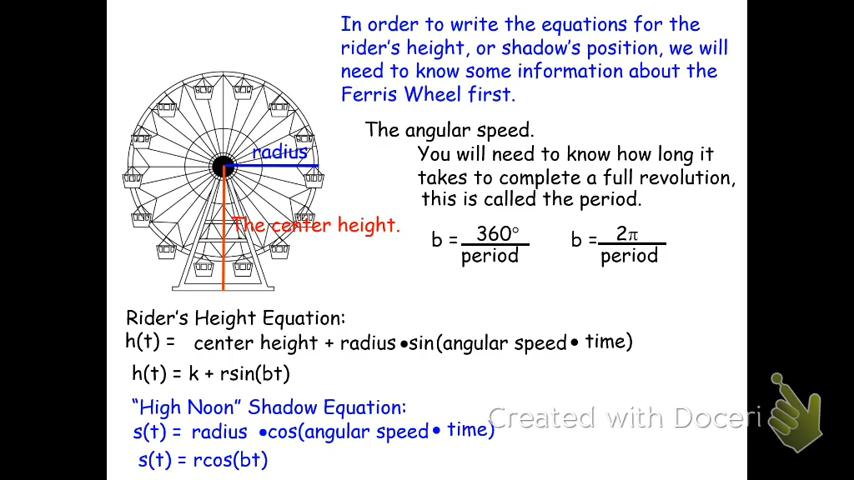 In order to write the equations for the
rider's height, or shadow's position, we will
need to know some information about the
Ferris Wheel first.
The angular speed.
radius
You will need to know how long it
takes to complete a full revolution,
this is called the period.
The center height.
b = 360° / period b = 2π / period
Rider's Height Equation:
h(t) = center height + radius •sin(angular speed • time)
h(t) = k + rsin(bt)
"High Noon" Shadow Equation:
s(t) = radius •cos(angular speed • time)
s(t) = rcos(bt)
Created with Doceri